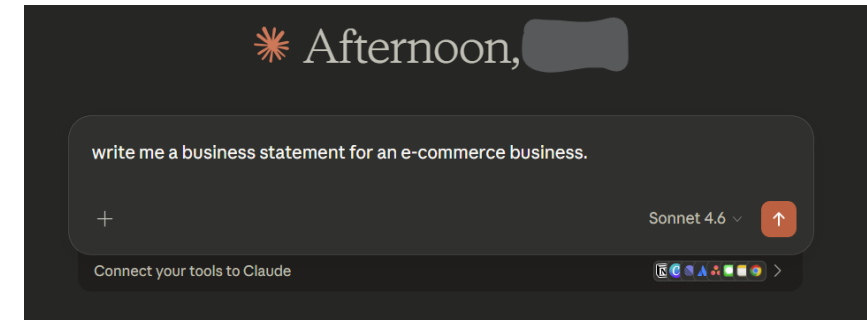 Afternoon,
write me a business statement for an e-commerce business.
Sonnet 4.6
Connect your tools to Claude